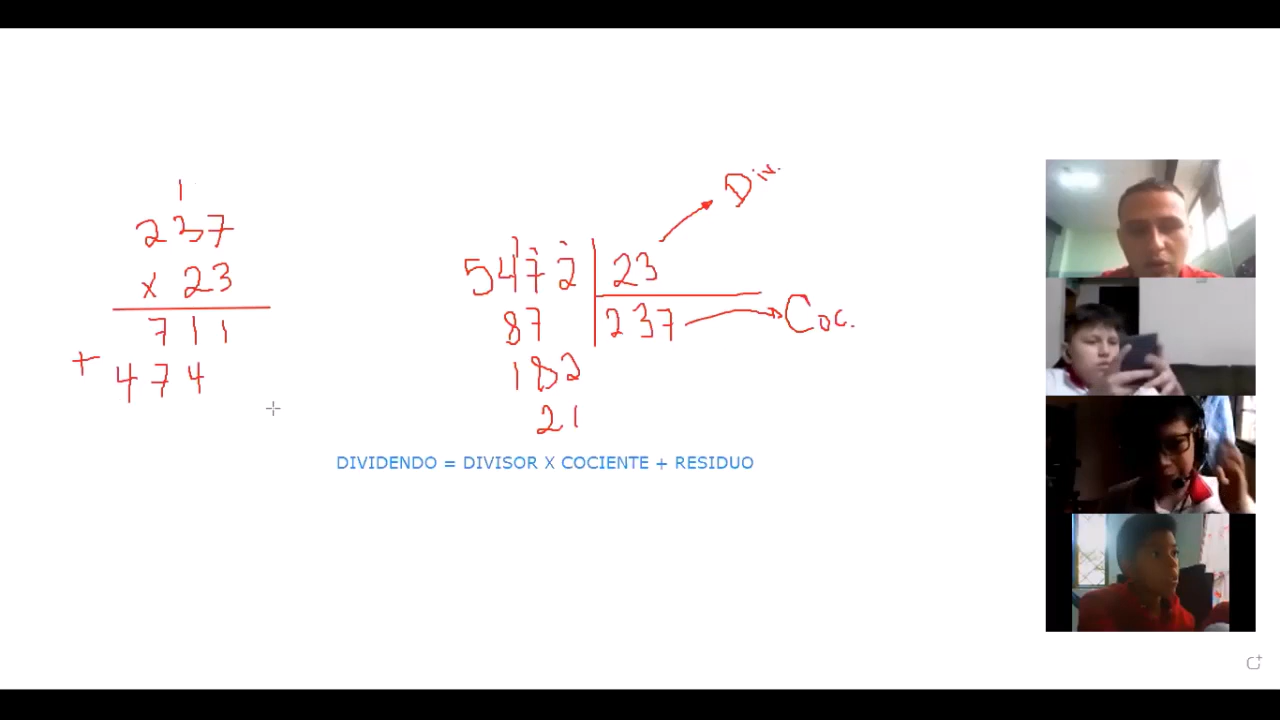 1
237
x 23
711
+ 474
Div.
5472 23
87 237 Coc.
182
21
DIVIDENDO = DIVISOR X COCIENTE + RESIDUO